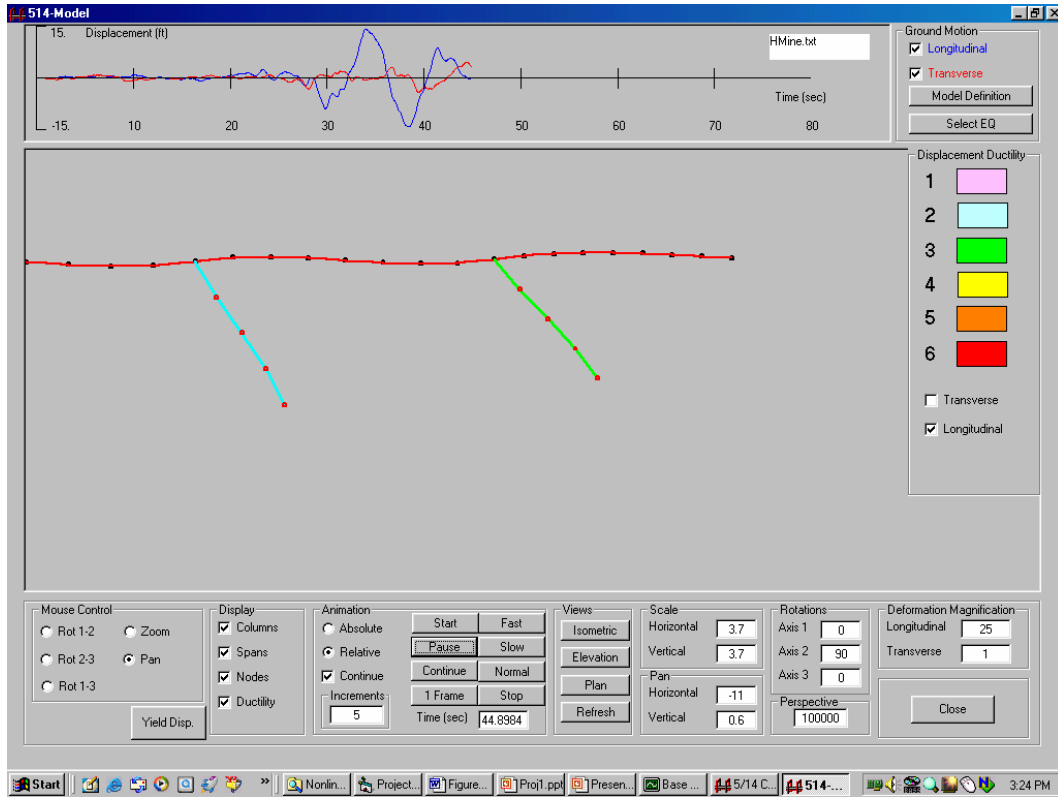 514-Model
15. Displacement (ft)
HMine.txt
Time (sec)
-15. 10 20 30 40 50 60 70 80
Ground Motion
Longitudinal
Transverse
Model Definition
Select EQ
Displacement Ductility
1
2
3
4
5
6
Transverse
Longitudinal
Mouse Control
Rot 1-2 Zoom
Rot 2-3 Pan
Rot 1-3
Yield Disp.
Display
Columns
Spans
Nodes
Ductility
Animation
Absolute
Relative
Continue
Increments
5
Start Fast
Pause Slow
Continue Normal
1 Frame Stop
Time (sec) 44.8984
Views
Isometric
Elevation
Plan
Refresh
Scale
Horizontal 3.7
Vertical 3.7
Pan
Horizontal -11
Vertical 0.6
Rotations
Axis 1 0
Axis 2 90
Axis 3 0
Perspective
100000
Deformation Magnification
Longitudinal 25
Transverse 1
Close
Start » Nonlin... Project... Figure... Proj1.ppt Presen... Base ... 5/14 C... 514-... 3:24 PM